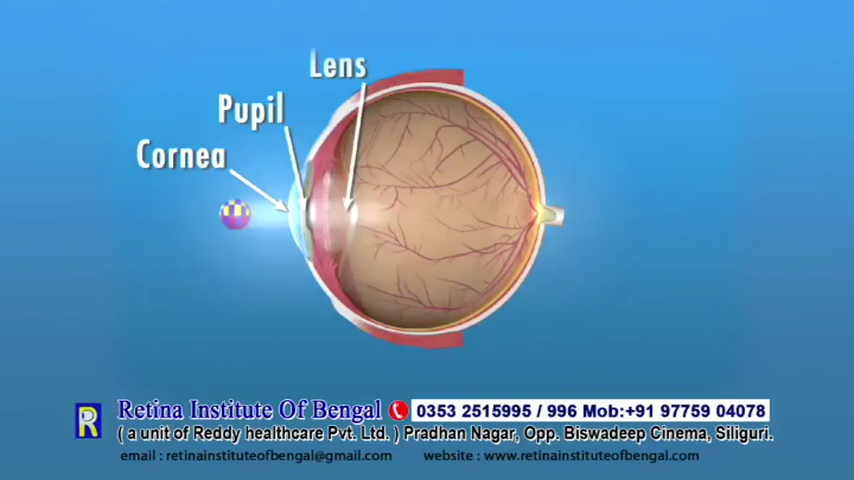 Lens
Pupil
Cornea
R Retina Institute Of Bengal 0353 2515995 / 996 Mob:+91 97759 04078
( a unit of Reddy healthcare Pvt. Ltd. ) Pradhan Nagar, Opp. Biswadeep Cinema, Siliguri.
email : retinainstituteofbengal@gmail.com website : www.retinainstituteofbengal.com